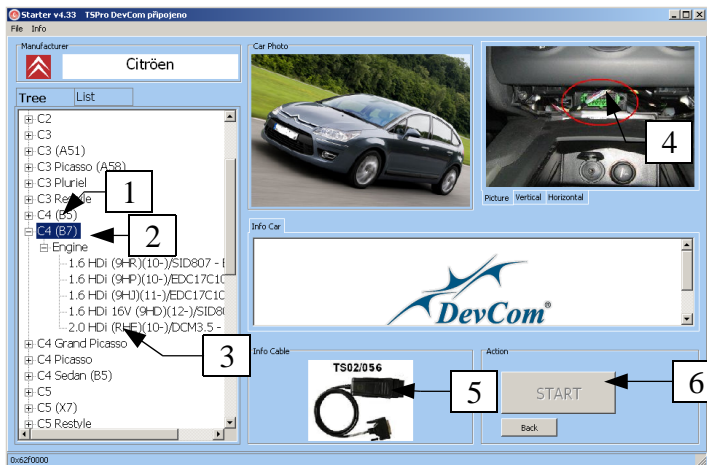 Starter v4.33 TSPro DevCom připojeno
File Info
Manufacturer
Citröen
Tree List
C2
C3
C3 (A51)
C3 Picasso (A58)
C3 Pluriel
C3 Restyle
C4 (B5)
C4 (B7)
Engine
1.6 HDi (9HR)(10-)/SID807 - E
1.6 HDi (9HP)(10-)/EDC17C10
1.6 HDi (9HJ)(11-)/EDC17C10
1.6 HDi 16V (9HD)(12-)/SID80
2.0 HDi (RHE)(10-)/DCM3.5 -
C4 Grand Picasso
C4 Picasso
C4 Sedan (B5)
C5
C5 (X7)
C5 Restyle
1
2
3
Car Photo
4
Picture Vertical Horizontal
Info Car
DevCom®
Info Cable
TS02/056
5
Action
START
6
Back
0x62f0000